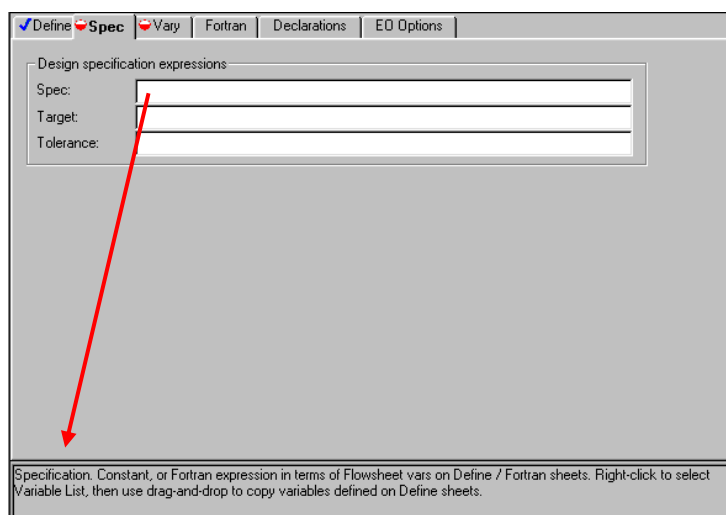 Define Spec Vary Fortran Declarations EO Options
Design specification expressions
Spec:
Target:
Tolerance:
Specification. Constant, or Fortran expression in terms of Flowsheet vars on Define / Fortran sheets. Right-click to select
Variable List, then use drag-and-drop to copy variables defined on Define sheets.